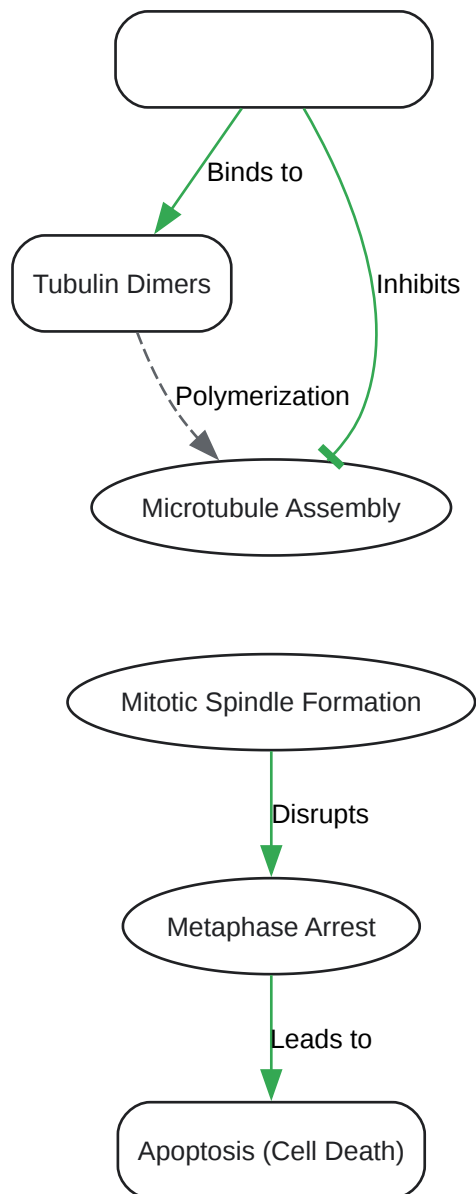 Binds to
Tubulin Dimers
Inhibits
Polymerization
Microtubule Assembly
Mitotic Spindle Formation
Disrupts
Metaphase Arrest
Leads to
Apoptosis (Cell Death)